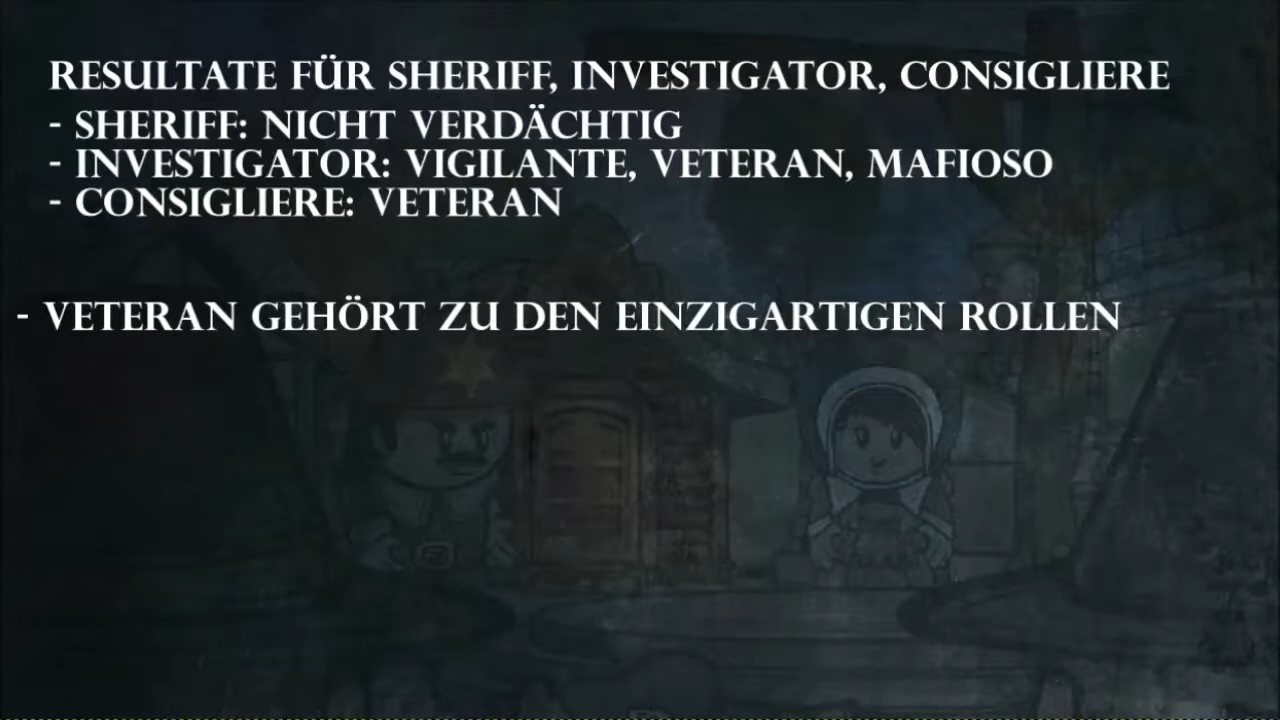 RESULTATE FÜR SHERIFF, INVESTIGATOR, CONSIGLIERE
- SHERIFF: NICHT VERDÄCHTIG
- INVESTIGATOR: VIGILANTE, VETERAN, MAFIOSO
- CONSIGLIERE: VETERAN
- VETERAN GEHÖRT ZU DEN EINZIGARTIGEN ROLLEN